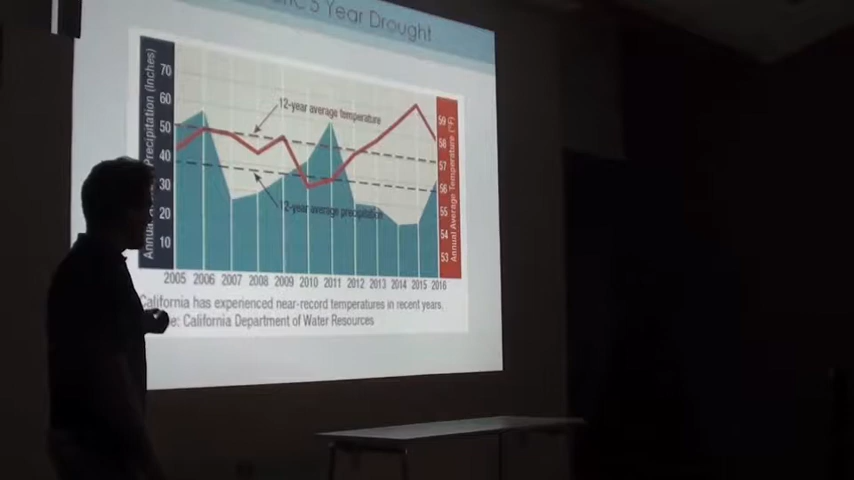 5 Year Drought
Annual Precipitation (Inches)
70
60
50
40
30
20
10
12-year average temperature
12-year average precipitation
59
58
57
56
55
54
53
Annual Average Temperature (°F)
2005 2006 2007 2008 2009 2010 2011 2012 2013 2014 2015 2016
California has experienced near-record temperatures in recent years.
California Department of Water Resources